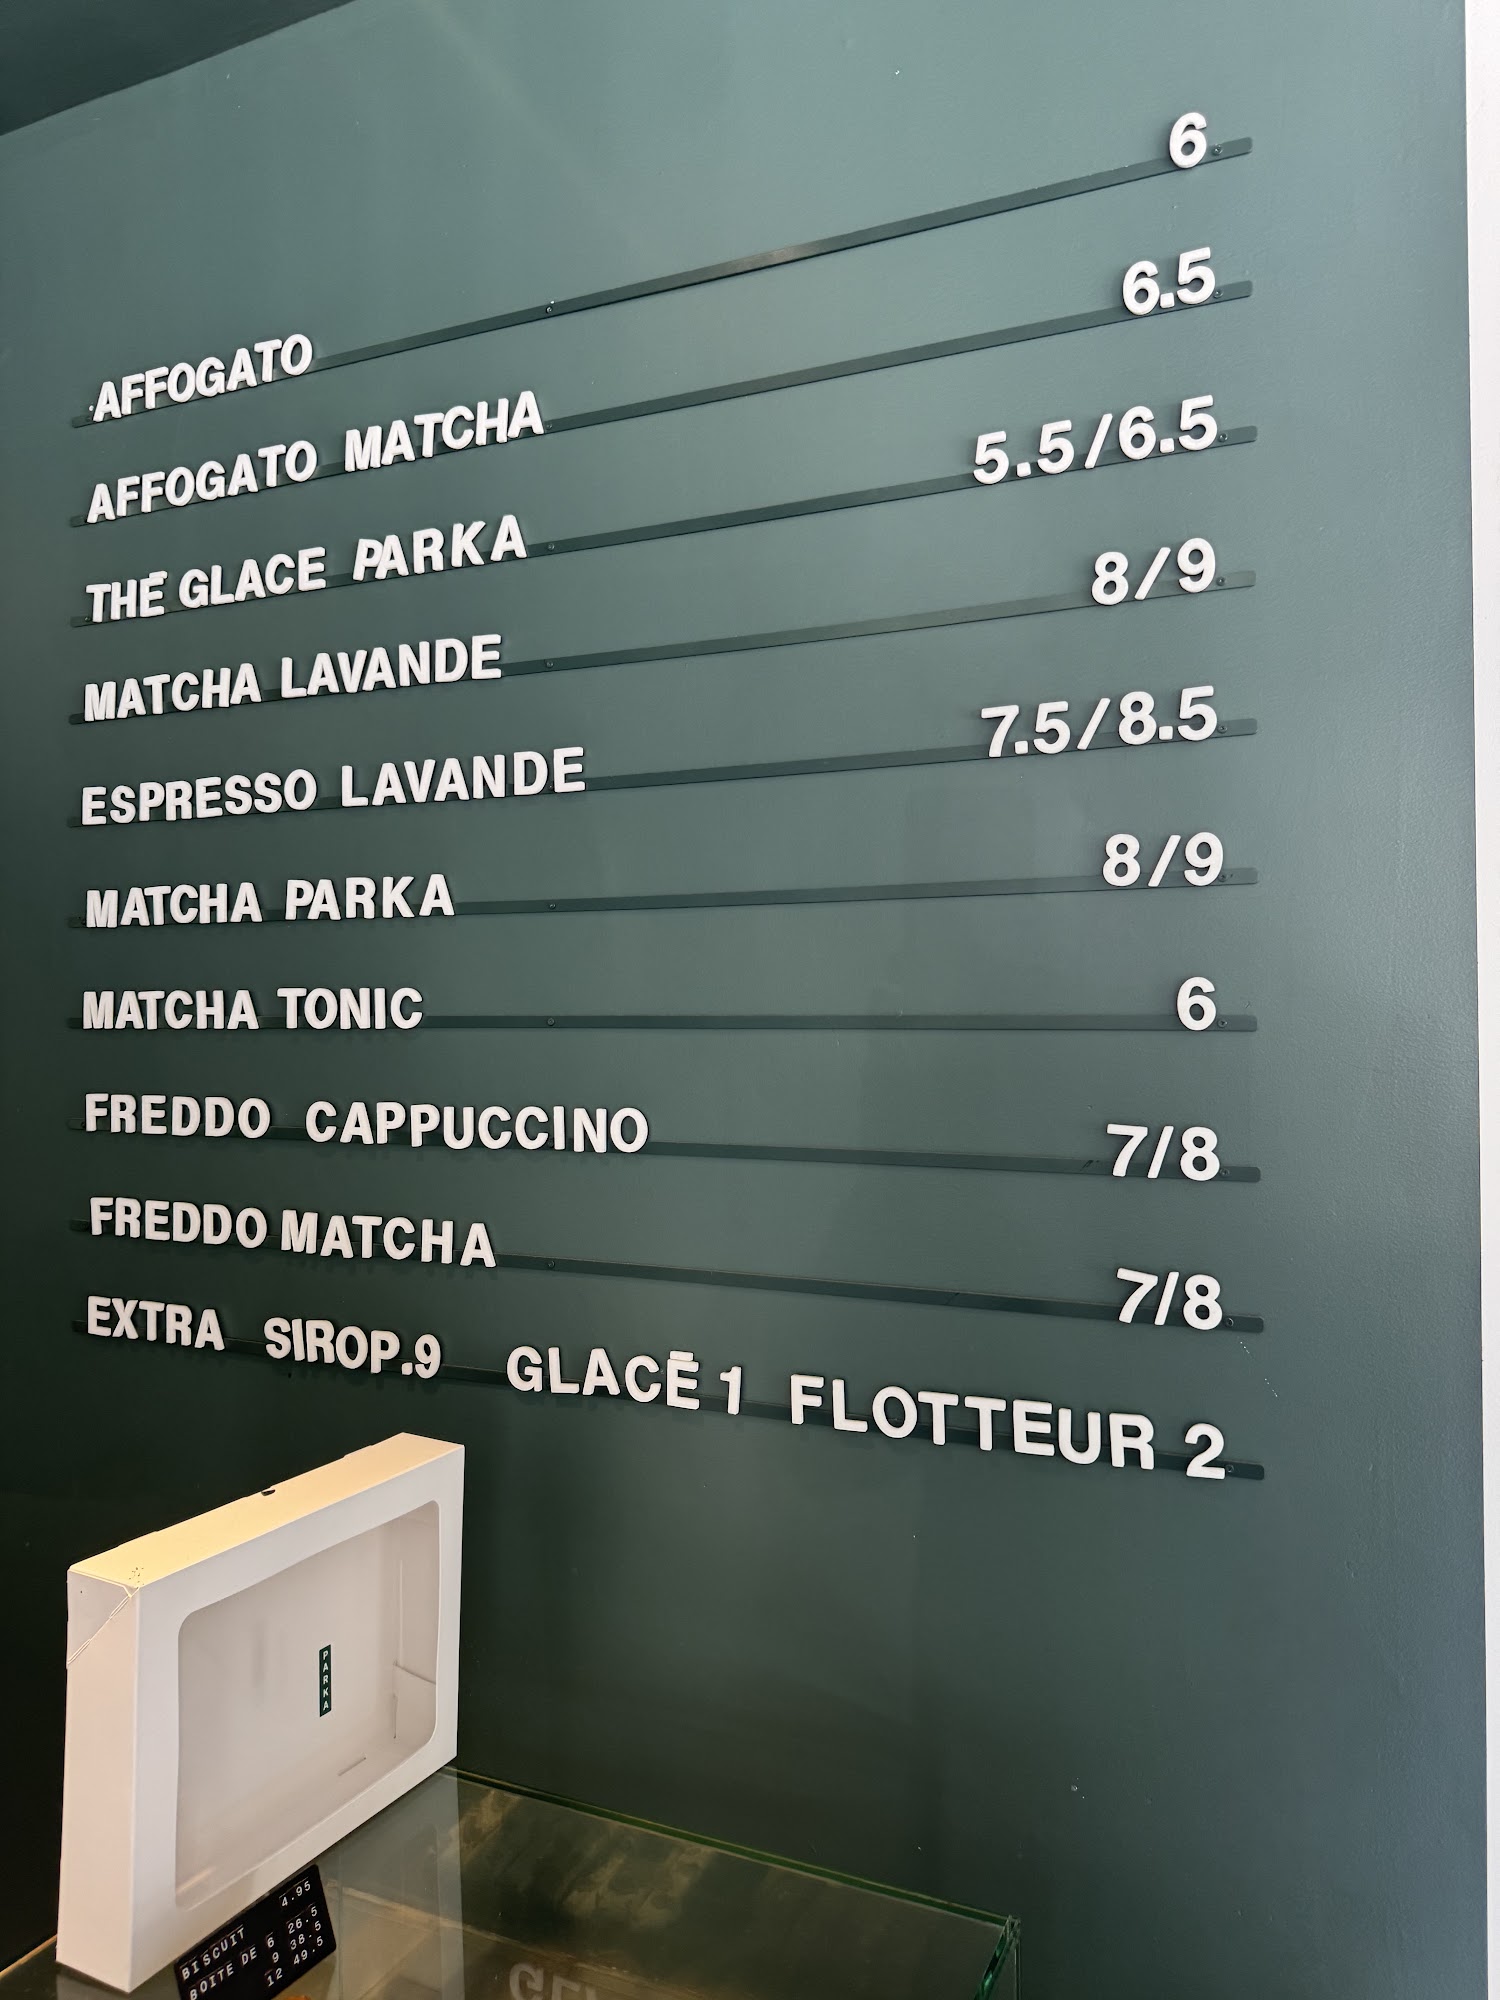 AFFOGATO 6
AFFOGATO MATCHA 6.5
THÉ GLACE PARKA 5.5/6.5
MATCHA LAVANDE 8/9
ESPRESSO LAVANDE 7.5/8.5
MATCHA PARKA 8/9
MATCHA TONIC 6
FREDDO CAPPUCCINO 7/8
FREDDO MATCHA 7/8
EXTRA SIROP.9 GLACĒ 1 FLOTTEUR 2
PARKA
BISCUIT 4.95
BOITE DE 6 26.5
9 38.5
12 49.5